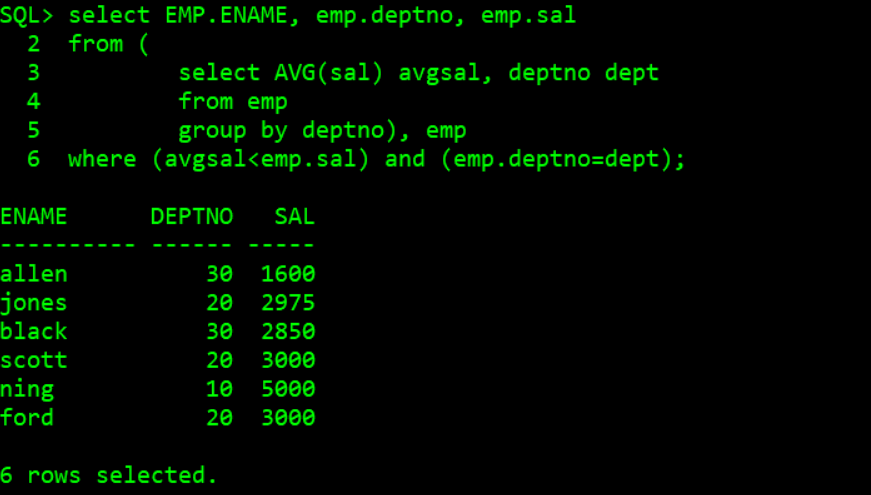 SQL> select EMP.ENAME, emp.deptno, emp.sal
  2  from (
  3          select AVG(sal) avgsal, deptno dept
  4          from emp
  5          group by deptno), emp
  6  where (avgsal<emp.sal) and (emp.deptno=dept);
ENAME      DEPTNO   SAL
---------- ------ -----
allen          30  1600
jones          20  2975
black          30  2850
scott          20  3000
ning           10  5000
ford           20  3000
6 rows selected.